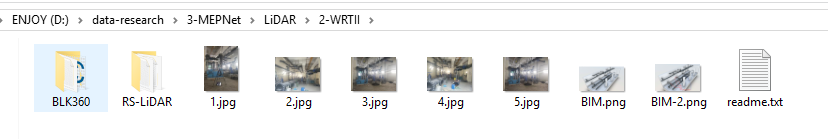 ENJOY (D:) > data-research > 3-MEPNet > LiDAR > 2-WRTII >
BLK360 RS-LiDAR 1.jpg 2.jpg 3.jpg 4.jpg 5.jpg BIM.png BIM-2.png readme.txt